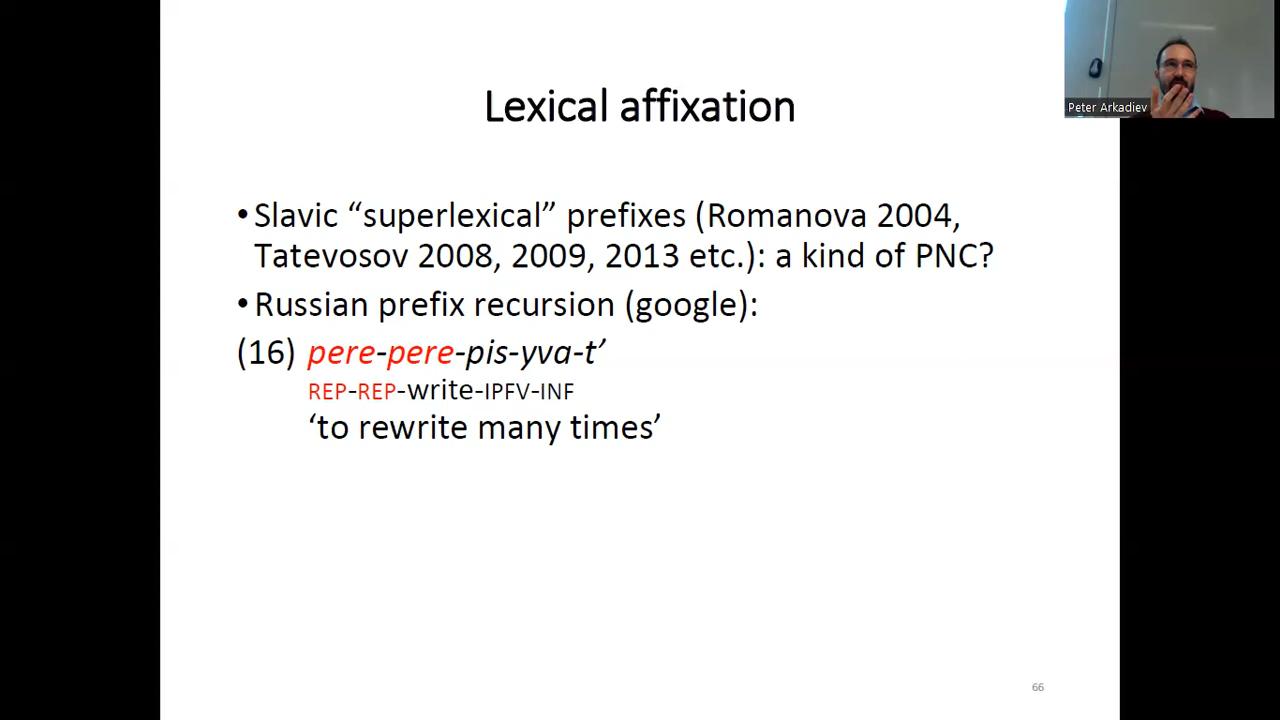 Peter Arkadiev
Lexical affixation
• Slavic “superlexical” prefixes (Romanova 2004,
Tatevosov 2008, 2009, 2013 etc.): a kind of PNC?
• Russian prefix recursion (google):
(16) pere-pere-pis-yva-t’
REP-REP-write-IPFV-INF
‘to rewrite many times’
66